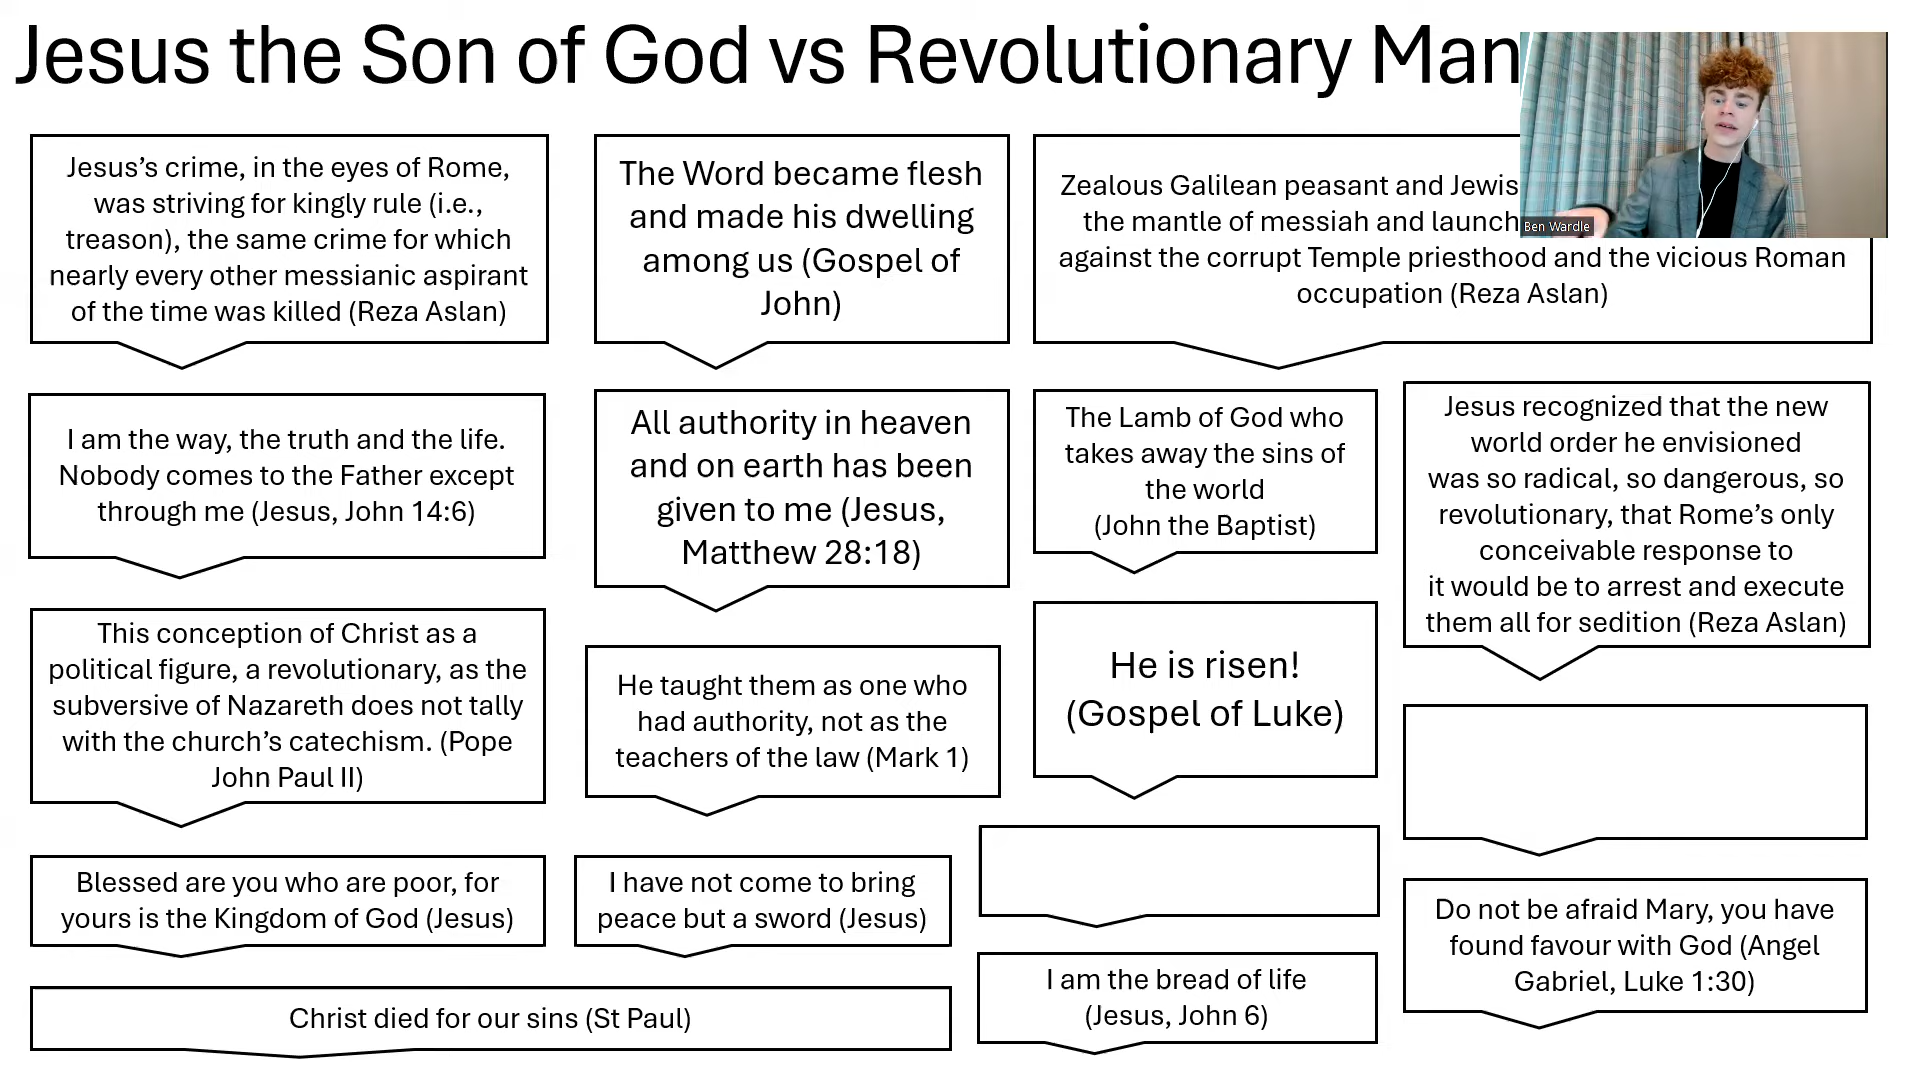 Jesus the Son of God vs Revolutionary Man
Jesus’s crime, in the eyes of Rome,
was striving for kingly rule (i.e.,
treason), the same crime for which
nearly every other messianic aspirant
of the time was killed (Reza Aslan)
The Word became flesh
and made his dwelling
among us (Gospel of
John)
Zealous Galilean peasant and
the mantle of messiah and
against the corrupt Temple priesthood and the vicious Roman
occupation (Reza Aslan)
Ben Wardle
I am the way, the truth and the life.
Nobody comes to the Father except
through me (Jesus, John 14:6)
All authority in heaven
and on earth has been
given to me (Jesus,
Matthew 28:18)
The Lamb of God who
takes away the sins of
the world
(John the Baptist)
Jesus recognized that the new
world order he envisioned
was so radical, so dangerous, so
revolutionary, that Rome’s only
conceivable response to
it would be to arrest and execute
them all for sedition (Reza Aslan)
This conception of Christ as a
political figure, a revolutionary, as the
subversive of Nazareth does not tally
with the church’s catechism. (Pope
John Paul II)
He taught them as one who
had authority, not as the
teachers of the law (Mark 1)
He is risen!
(Gospel of Luke)
Blessed are you who are poor, for
yours is the Kingdom of God (Jesus)
I have not come to bring
peace but a sword (Jesus)
Do not be afraid Mary, you have
found favour with God (Angel
Gabriel, Luke 1:30)
Christ died for our sins (St Paul)
I am the bread of life
(Jesus, John 6)